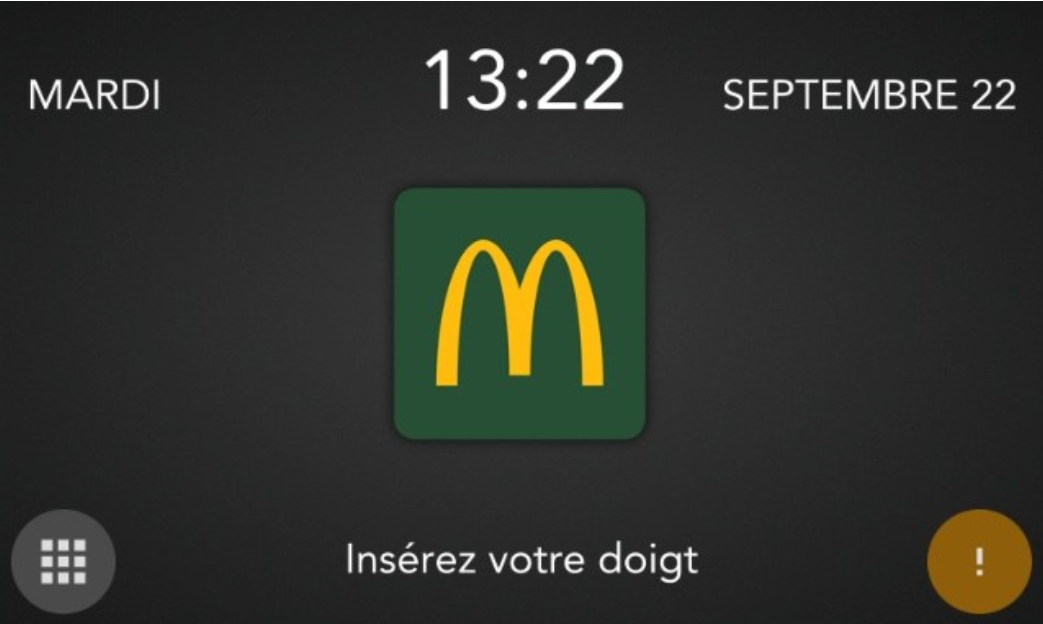 MARDI
13:22
SEPTEMBRE 22
Insérez votre doigt
!